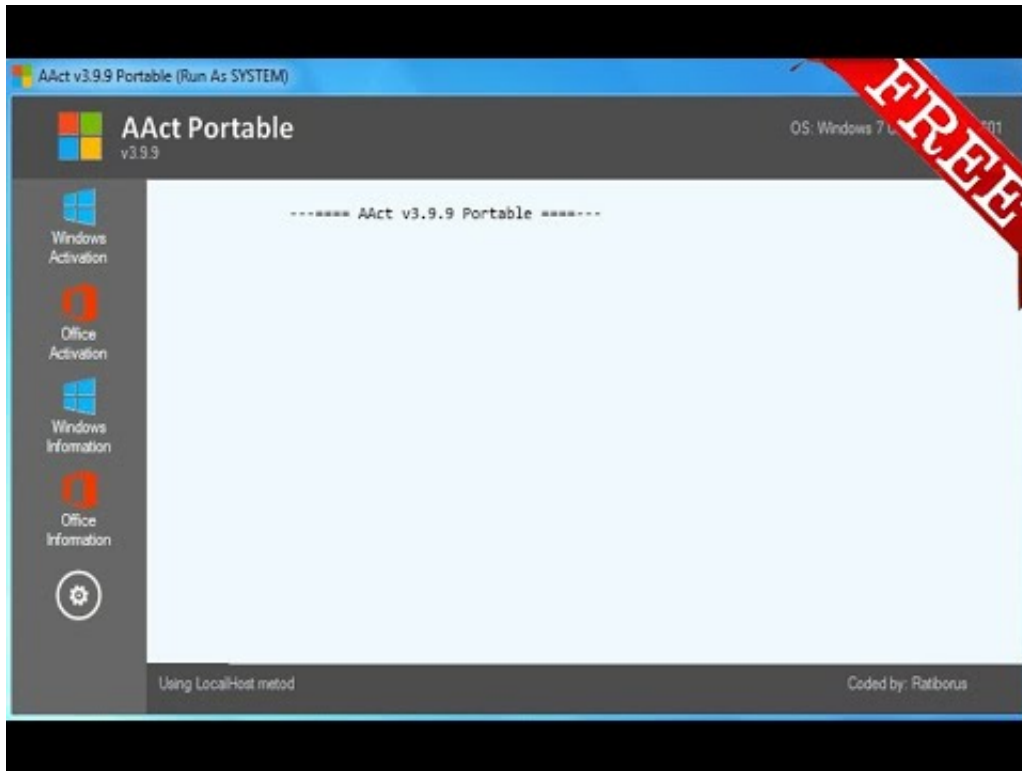 AAct v3.9.9 Portable (Run As SYSTEM)
FREE
AAct Portable
v3.9.9
OS: Windows 7
---==== AAct v3.9.9 Portable ====---
Windows
Activation
Office
Activation
Windows
Information
Office
Information
Using LocalHost metod
Coded by: Ratiborus